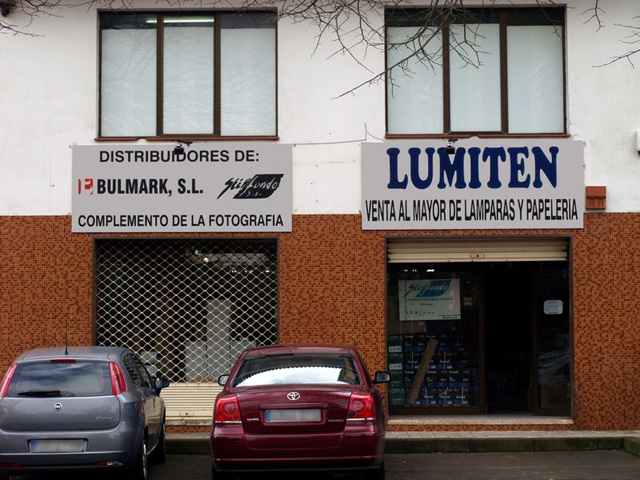 DISTRIBUIDORES DE:
BULMARK, S.L.
COMPLEMENTO DE LA FOTOGRAFIA
LUMITEN
VENTA AL MAYOR DE LAMPARAS Y PAPELERIA